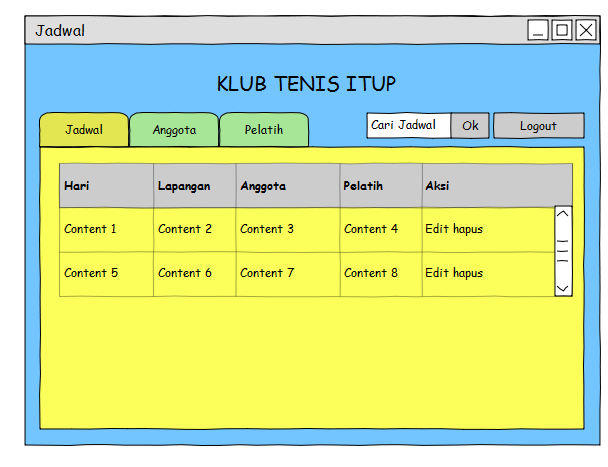 Jadwal
KLUB TENIS ITUP
Jadwal Anggota Pelatih Cari Jadwal Ok Logout
Hari Lapangan Anggota Pelatih Aksi
Content 1 Content 2 Content 3 Content 4 Edit hapus
Content 5 Content 6 Content 7 Content 8 Edit hapus